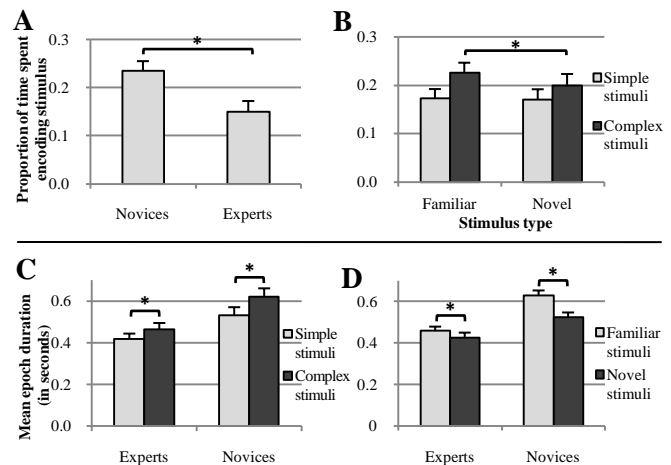 A
Proportion of time spent
encoding stimulus
0.3
0.2
0.1
0.0
*
Novices
Experts
B
0.3
0.2
0.1
0.0
*
Familiar
Novel
Stimulus type
Simple
stimuli
Complex
stimuli
C
Mean epoch duration
(in seconds)
0.6
0.4
0.2
0.0
*
*
Experts
Novices
Simple
stimuli
Complex
stimuli
D
0.6
0.4
0.2
0
*
*
Experts
Novices
Familiar
stimuli
Novel
stimuli